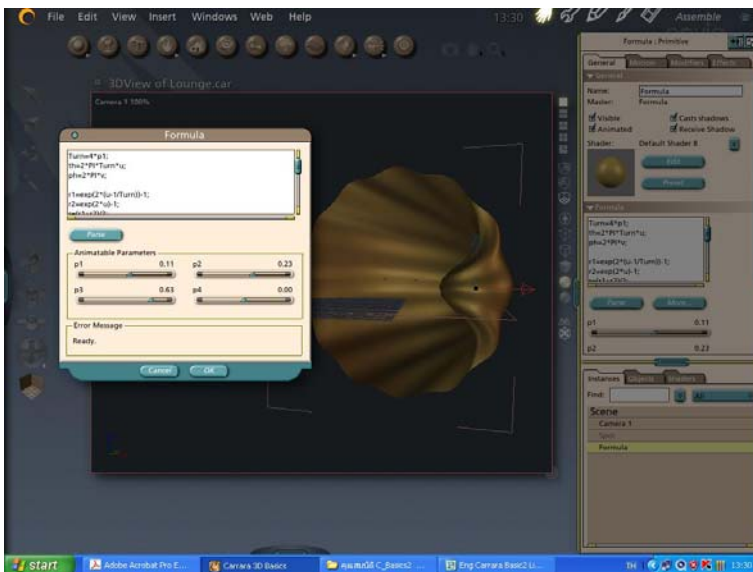 File Edit View Insert Windows Web Help 13:30 Assemble
3DView of Lounge.car
Camera 1 100%
Formula
Turn=4*p1;
th=2*PI*Turn*u;
ph=2*PI*v;
r1=exp(2*(u-1/Turn))-1;
r2=exp(2*u)-1;
Parse
Animatable Parameters
p1 0.11 p2 0.23
p3 0.63 p4 0.00
Error Message
Ready.
Cancel OK
Formula : Primitive
General Motion Modifiers Effects
General
Name: Formula
Master: Formula
Visible Casts shadows
Animated Receive Shadow
Shader: Default Shader 8
Edit
Preset...
Formula
Turn=4*p1;
th=2*PI*Turn*u;
ph=2*PI*v;
r1=exp(2*(u-1/Turn))-1;
r2=exp(2*u)-1;
Parse More...
p1 0.11
p2 0.23
Instances Objects Shaders
Find: All
Scene
Camera 1
Spot
Formula
start Adobe Acrobat Pro E... Carrara 3D Basics C_Basics2 ... Eng Carrara Basic2 Li... TH 13:30